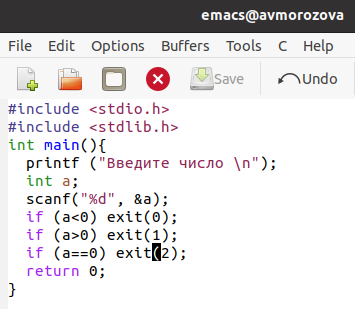 emacs@avmorozova
File Edit Options Buffers Tools C Help
Save Undo
#include <stdio.h>
#include <stdlib.h>
int main(){
  printf ("Введите число \n");
  int a;
  scanf("%d", &a);
  if (a<0) exit(0);
  if (a>0) exit(1);
  if (a==0) exit(2);
  return 0;
}